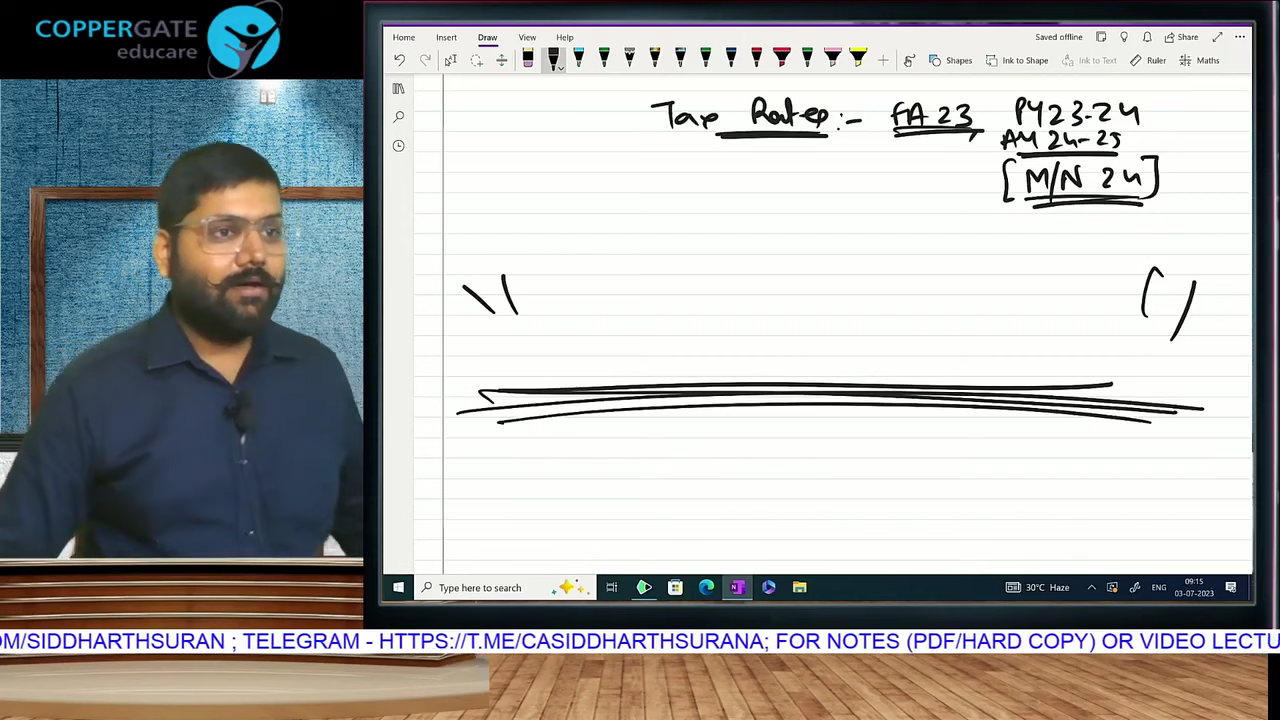 COPPERGATE
educare
Home Insert Draw View Help
Saved offline
Share
Shapes
Ink to Shape
Ink to Text
Ruler
Maths
Tax Rates :- FA 23 PY23-24
AY 24-25
[M/N 24]
Type here to search
30°C Haze
ENG
09:15
03-07-2023
OM/SIDDHARTHSURAN ; TELEGRAM - HTTPS://T.ME/CASIDDHARTHSURANA; FOR NOTES (PDF/HARD COPY) OR VIDEO LECTU